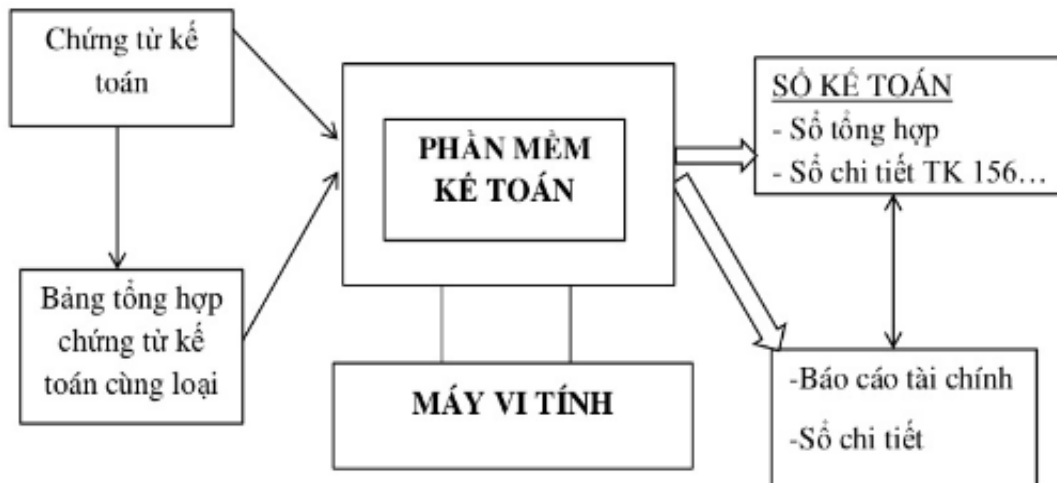 Chứng từ kế
toán
Bảng tổng hợp
chứng từ kế
toán cùng loại
PHẦN MỀM
KẾ TOÁN
MÁY VI TÍNH
SỔ KẾ TOÁN
- Sổ tổng hợp
- Sổ chi tiết TK 156…
-Báo cáo tài chính
-Sổ chi tiết